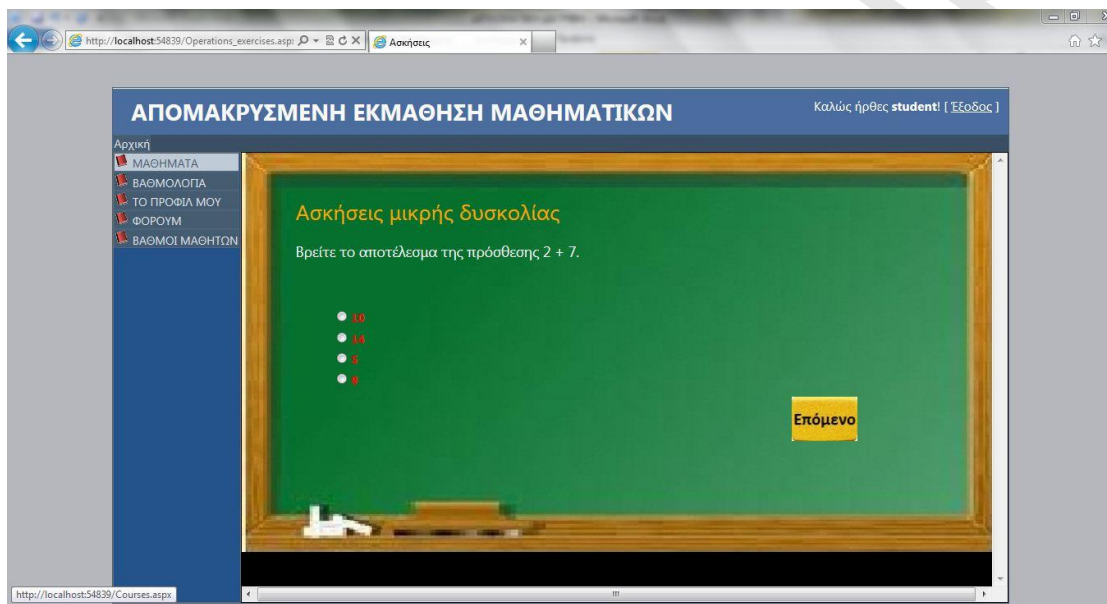 http://localhost:54839/Operations_exercises.asp
Ασκήσεις
ΑΠΟΜΑΚΡΥΣΜΕΝΗ ΕΚΜΑΘΗΣΗ ΜΑΘΗΜΑΤΙΚΩΝ
Καλώς ήρθες student! [ Έξοδος ]
Αρχική
ΜΑΘΗΜΑΤΑ
ΒΑΘΜΟΛΟΓΙΑ
ΤΟ ΠΡΟΦΙΛ ΜΟΥ
ΦΟΡΟΥΜ
ΒΑΘΜΟΙ ΜΑΘΗΤΩΝ
Ασκήσεις μικρής δυσκολίας
Βρείτε το αποτέλεσμα της πρόσθεσης 2 + 7.
10
14
5
Επόμενο
http://localhost:54839/Courses.aspx